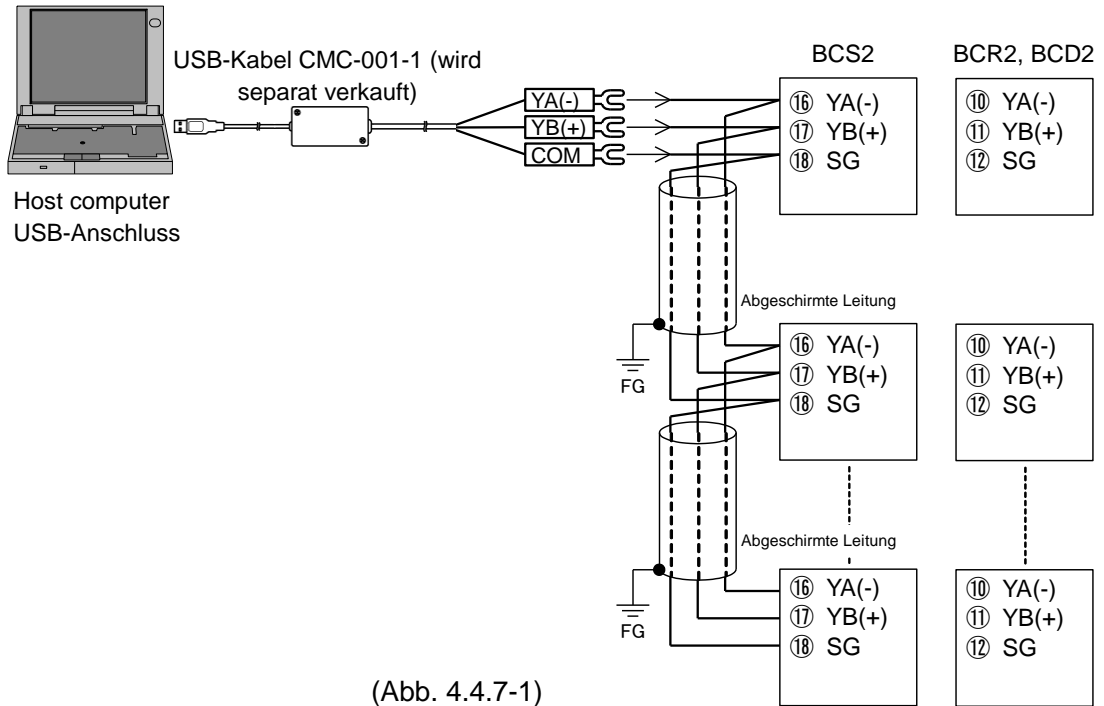 USB-Kabel CMC-001-1 (wird
separat verkauft)
Host computer
USB-Anschluss
YA(-)
YB(+)
COM
BCS2
BCR2, BCD2
⑯ YA(-)
⑰ YB(+)
⑱ SG
⑩ YA(-)
⑪ YB(+)
⑫ SG
Abgeschirmte Leitung
FG
⑯ YA(-)
⑰ YB(+)
⑱ SG
⑩ YA(-)
⑪ YB(+)
⑫ SG
Abgeschirmte Leitung
FG
⑯ YA(-)
⑰ YB(+)
⑱ SG
⑩ YA(-)
⑪ YB(+)
⑫ SG
(Abb. 4.4.7-1)